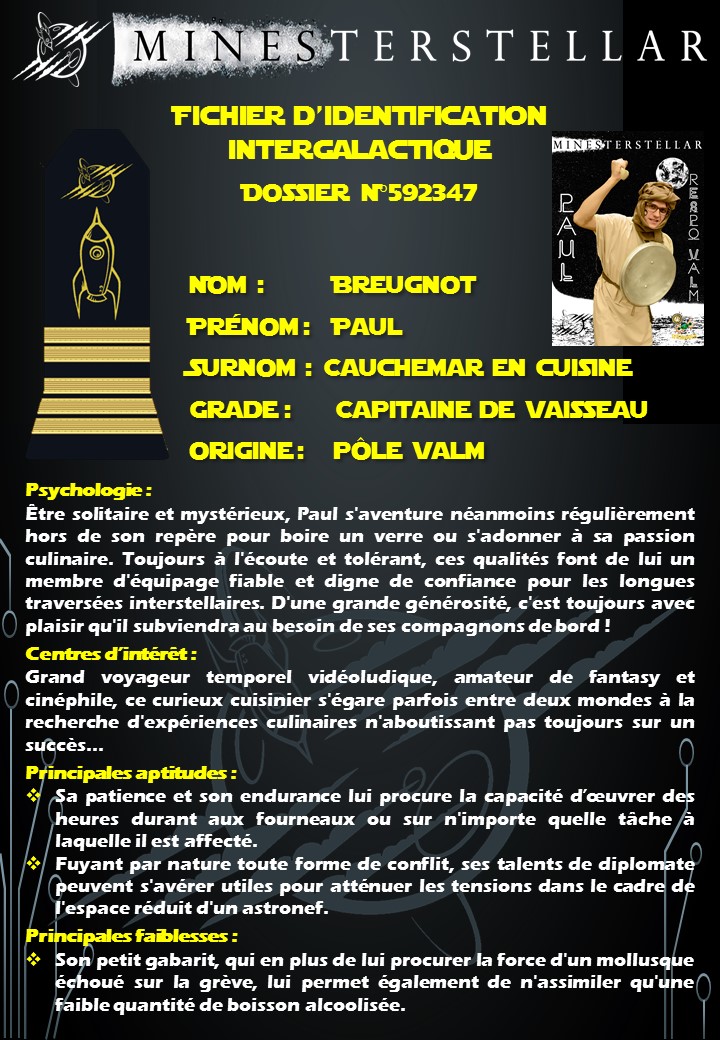 MINESTERSTELLAR
FICHIER D'IDENTIFICATION
INTERGALACTIQUE
DOSSIER N°592347
MINESTERSTELLAR
PAUL
RESPO VALM
NOM : BREUGNOT
PRÉNOM : PAUL
SURNOM : CAUCHEMAR EN CUISINE
GRADE : CAPITAINE DE VAISSEAU
ORIGINE : PÔLE VALM
Psychologie :
Être solitaire et mystérieux, Paul s'aventure néanmoins régulièrement
hors de son repère pour boire un verre ou s'adonner à sa passion
culinaire. Toujours à l'écoute et tolérant, ces qualités font de lui un
membre d'équipage fiable et digne de confiance pour les longues
traversées interstellaires. D'une grande générosité, c'est toujours avec
plaisir qu'il subviendra au besoin de ses compagnons de bord !
Centres d'intérêt :
Grand voyageur temporel vidéoludique, amateur de fantasy et
cinéphile, ce curieux cuisinier s'égare parfois entre deux mondes à la
recherche d'expériences culinaires n'aboutissant pas toujours sur un
succès...
Principales aptitudes :
❖ Sa patience et son endurance lui procure la capacité d'œuvrer des
heures durant aux fourneaux ou sur n'importe quelle tâche à
laquelle il est affecté.
❖ Fuyant par nature toute forme de conflit, ses talents de diplomate
peuvent s'avérer utiles pour atténuer les tensions dans le cadre de
l'espace réduit d'un astronef.
Principales faiblesses :
❖ Son petit gabarit, qui en plus de lui procurer la force d'un mollusque
échoué sur la grève, lui permet également de n'assimiler qu'une
faible quantité de boisson alcoolisée.